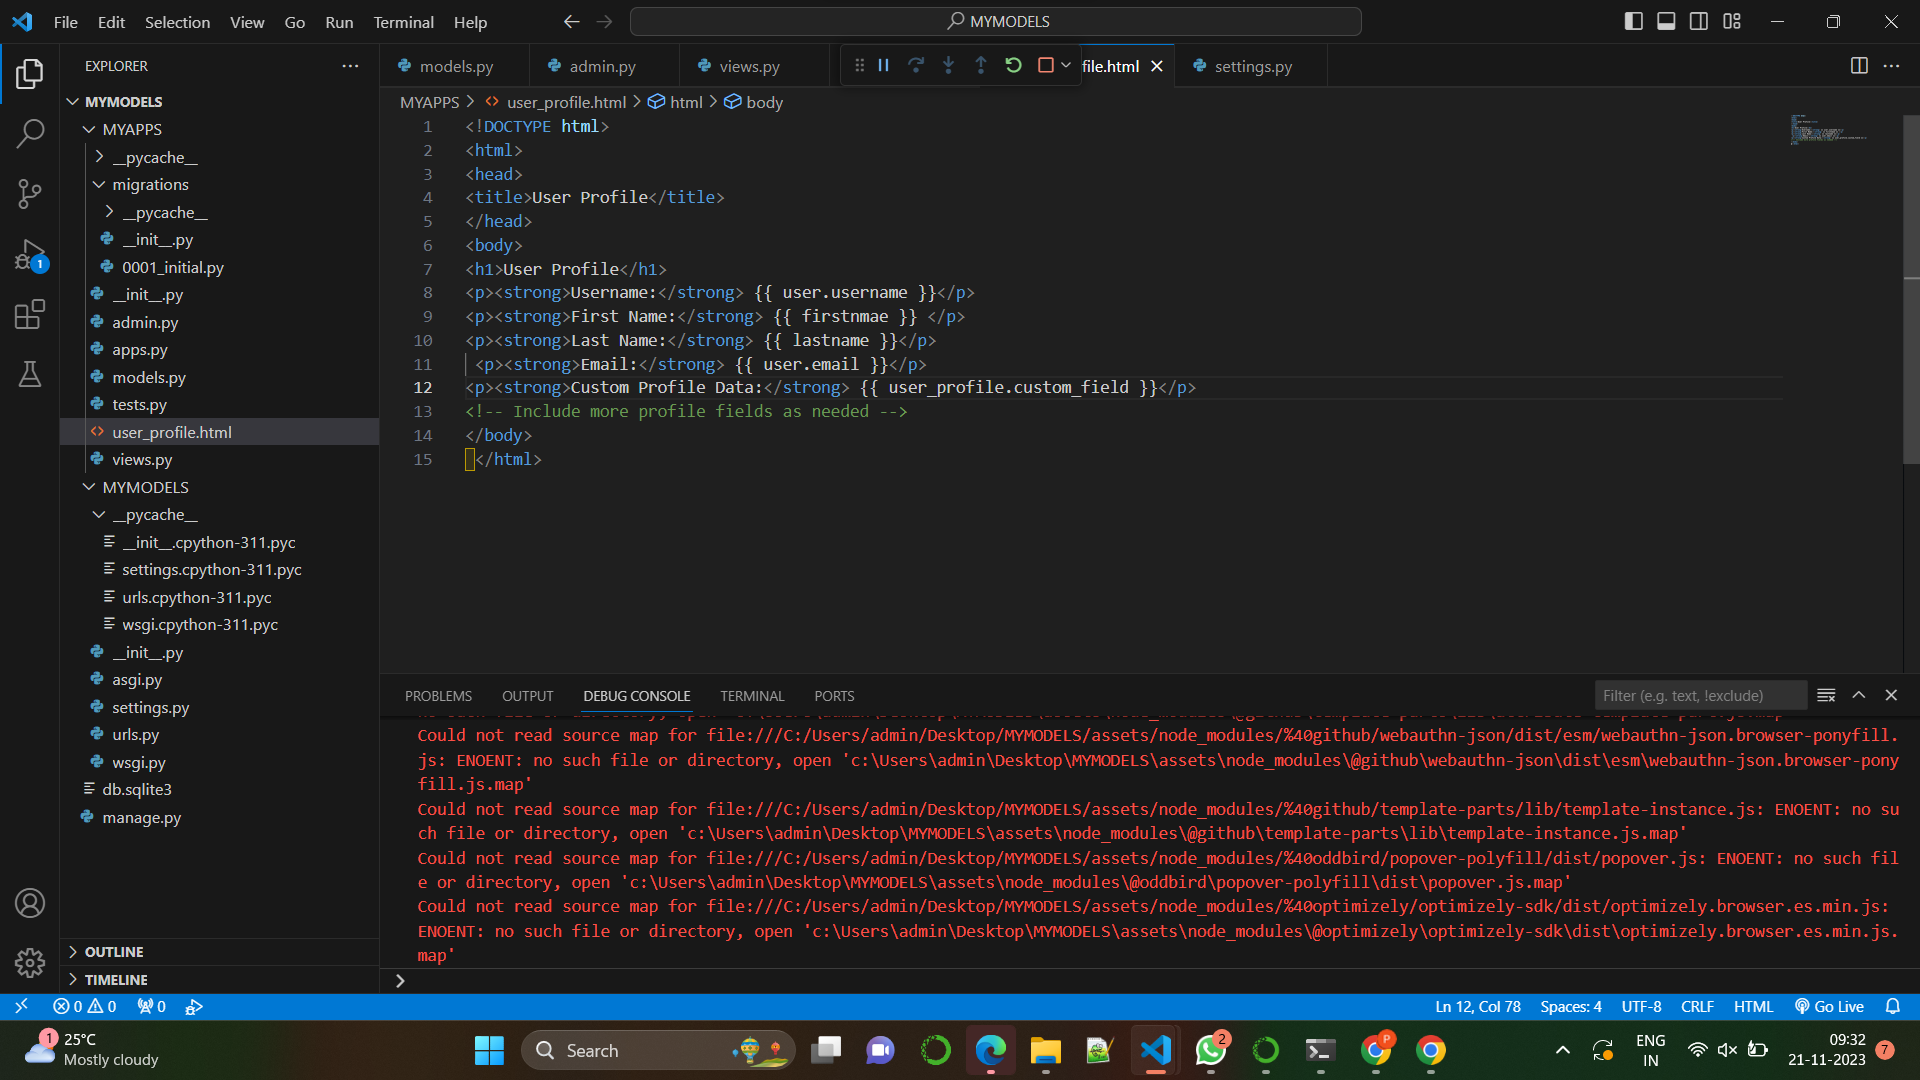 File Edit Selection View Go Run Terminal Help
MYMODELS
EXPLORER
models.py
admin.py
views.py
file.html
settings.py
MYAPPS > user_profile.html > html > body
MYMODELS
MYAPPS
__pycache__
migrations
__pycache__
__init__.py
0001_initial.py
__init__.py
admin.py
apps.py
models.py
tests.py
user_profile.html
views.py
MYMODELS
__pycache__
__init__.cpython-311.pyc
settings.cpython-311.pyc
urls.cpython-311.pyc
wsgi.cpython-311.pyc
__init__.py
asgi.py
settings.py
urls.py
wsgi.py
db.sqlite3
manage.py
OUTLINE
TIMELINE
1
1 <!DOCTYPE html>
2 <html>
3 <head>
4 <title>User Profile</title>
5 </head>
6 <body>
7 <h1>User Profile</h1>
8 <p><strong>Username:</strong> {{ user.username }}</p>
9 <p><strong>First Name:</strong> {{ firstnmae }} </p>
10 <p><strong>Last Name:</strong> {{ lastname }}</p>
11 <p><strong>Email:</strong> {{ user.email }}</p>
12 <p><strong>Custom Profile Data:</strong> {{ user_profile.custom_field }}</p>
13 <!-- Include more profile fields as needed -->
14 </body>
15 </html>
PROBLEMS OUTPUT DEBUG CONSOLE TERMINAL PORTS
Filter (e.g. text, !exclude)
Could not read source map for file:///C:/Users/admin/Desktop/MYMODELS/assets/node_modules/%40github/webauthn-json/dist/esm/webauthn-json.browser-ponyfill.
js: ENOENT: no such file or directory, open 'c:\Users\admin\Desktop\MYMODELS\assets\node_modules\@github\webauthn-json\dist\esm\webauthn-json.browser-pony
fill.js.map'
Could not read source map for file:///C:/Users/admin/Desktop/MYMODELS/assets/node_modules/%40github/template-parts/lib/template-instance.js: ENOENT: no su
ch file or directory, open 'c:\Users\admin\Desktop\MYMODELS\assets\node_modules\@github\template-parts\lib\template-instance.js.map'
Could not read source map for file:///C:/Users/admin/Desktop/MYMODELS/assets/node_modules/%40oddbird/popover-polyfill/dist/popover.js: ENOENT: no such fil
e or directory, open 'c:\Users\admin\Desktop\MYMODELS\assets\node_modules\@oddbird\popover-polyfill\dist\popover.js.map'
Could not read source map for file:///C:/Users/admin/Desktop/MYMODELS/assets/node_modules/%40optimizely/optimizely-sdk/dist/optimizely.browser.es.min.js:
ENOENT: no such file or directory, open 'c:\Users\admin\Desktop\MYMODELS\assets\node_modules\@optimizely\optimizely-sdk\dist\optimizely.browser.es.min.js.
map'
0 0 0
Ln 12, Col 78 Spaces: 4 UTF-8 CRLF HTML Go Live
1
25°C
Mostly cloudy
Search
2
P
ENG
IN
09:32
21-11-2023
7